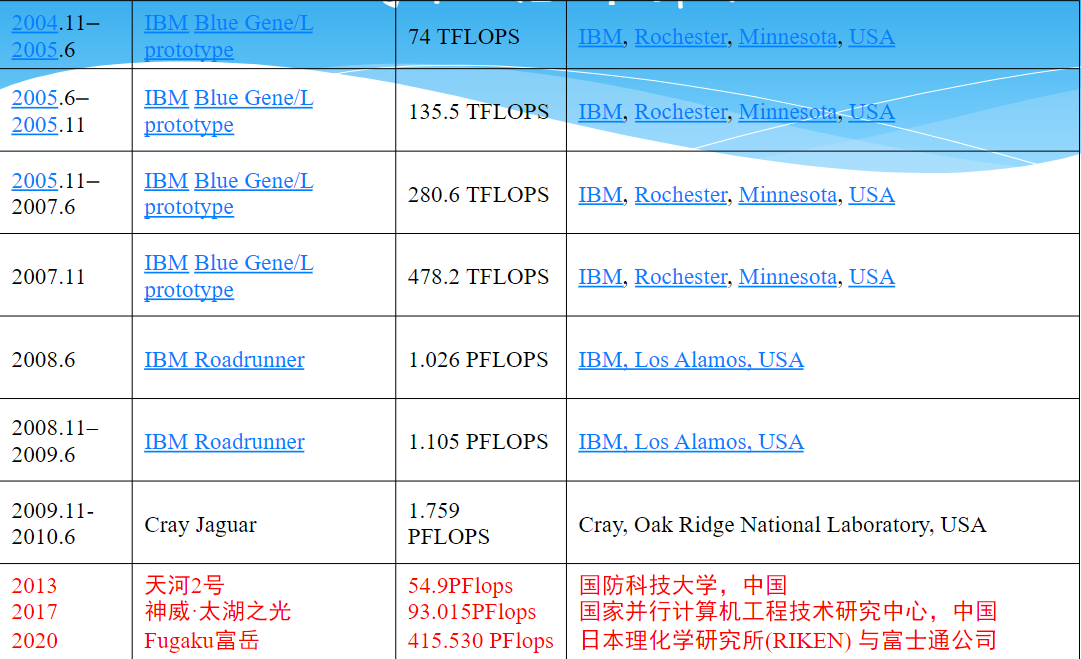 2004.11–
2005.6
IBM Blue Gene/L
prototype
74 TFLOPS
IBM, Rochester, Minnesota, USA
2005.6–
2005.11
IBM Blue Gene/L
prototype
135.5 TFLOPS
IBM, Rochester, Minnesota, USA
2005.11–
2007.6
IBM Blue Gene/L
prototype
280.6 TFLOPS
IBM, Rochester, Minnesota, USA
2007.11
IBM Blue Gene/L
prototype
478.2 TFLOPS
IBM, Rochester, Minnesota, USA
2008.6
IBM Roadrunner
1.026 PFLOPS
IBM, Los Alamos, USA
2008.11–
2009.6
IBM Roadrunner
1.105 PFLOPS
IBM, Los Alamos, USA
2009.11-
2010.6
Cray Jaguar
1.759
PFLOPS
Cray, Oak Ridge National Laboratory, USA
2013
天河2号
54.9PFlops
国防科技大学，中国
2017
神威·太湖之光
93.015PFlops
国家并行计算机工程技术研究中心，中国
2020
Fugaku富岳
415.530 PFlops
日本理化学研究所(RIKEN) 与富士通公司